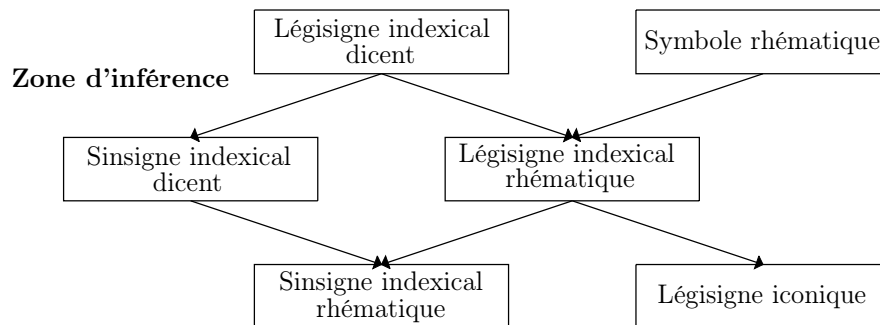 Légisigne indexical
dicent
Symbole rhématique
Zone d'inférence
Sinsigne indexical
dicent
Légisigne indexical
rhématique
Sinsigne indexical
rhématique
Légisigne iconique